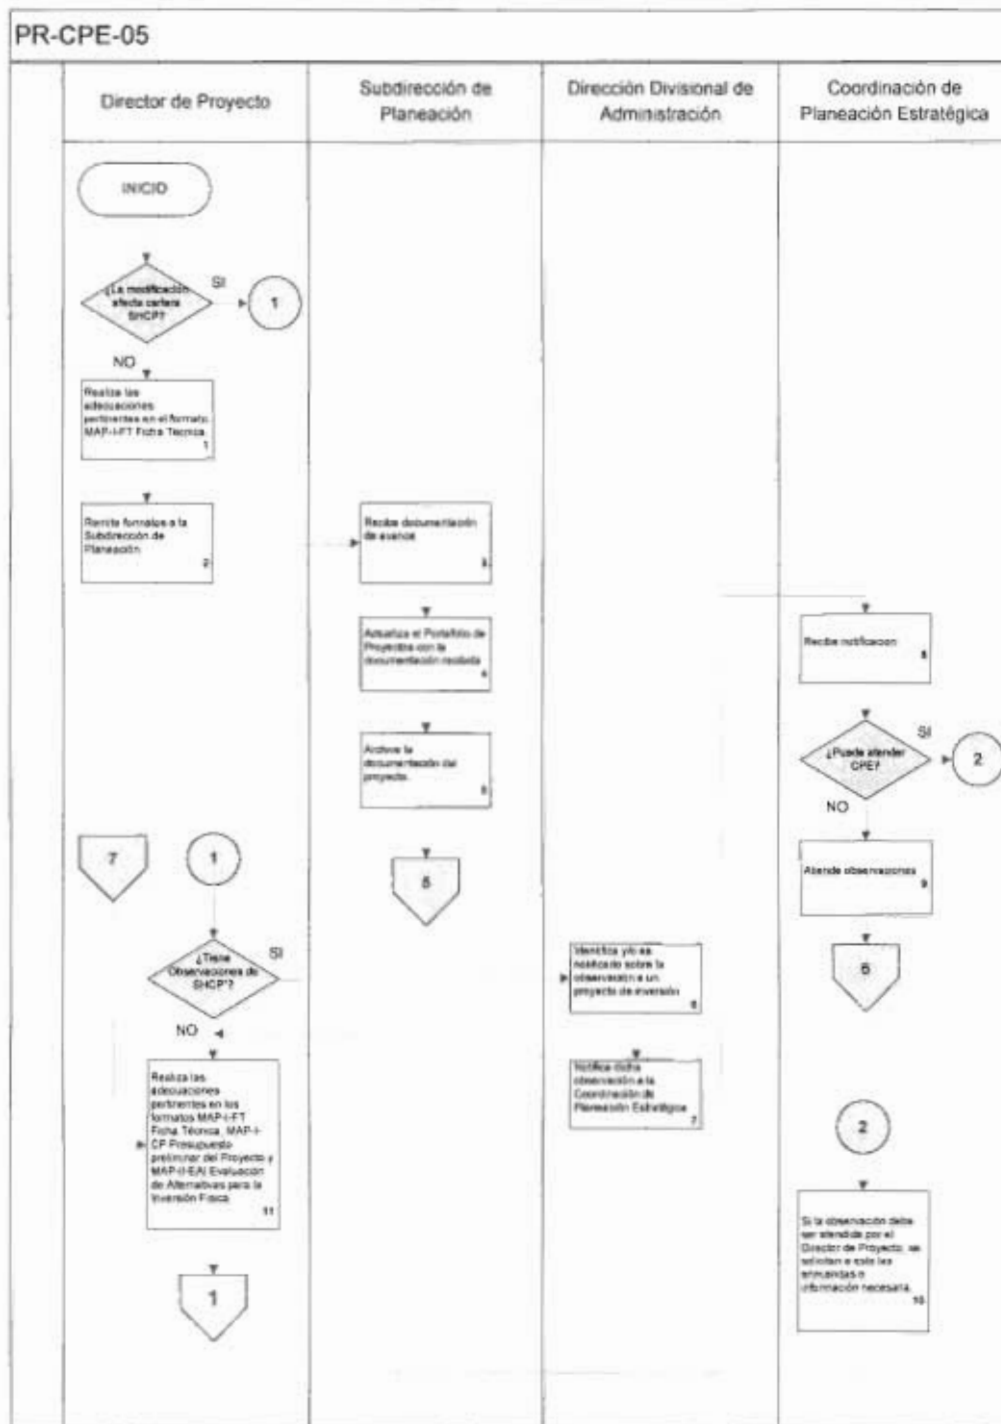 PR-CPE-05
Director de Proyecto
Subdirección de
Planeación
Dirección Divisional de
Administración
Coordinación de
Planeación Estratégica
INICIO
¿La modificación
afecta cartera
SHCP?
SI
1
NO
Realiza las
adecuaciones
pertinentes en el formato
MAP-I-FT Ficha Técnica
1
Remite formatos a la
Subdirección de
Planeación
2
Recibe documentación
de avance
3
Actualiza el Portafolio de
Proyectos con la
documentación recibida
4
Archiva la
documentación del
proyecto.
5
5
Recibe notificacion
8
¿Puede atender
CPE?
SI
2
NO
Atiende observaciones
9
6
7
1
¿Tiene
Observaciones de
SHCP?
SI
NO
Identifica y/o es
notificado sobre la
observación a un
proyecto de inversión
6
Notifica dicha
observación a la
Coordinación de
Planeación Estratégica
7
Realiza las
adecuaciones
pertinentes en los
formatos MAP-I-FT
Ficha Técnica, MAP-I-
CP Presupuesto
preliminar del Proyecto y
MAP-II-EAI Evaluación
de Alternativas para la
Inversión Física
11
1
2
Si la observación debe
ser atendida por el
Director de Proyecto, se
solicitan a este las
enmiendas o
información necesaria.
10